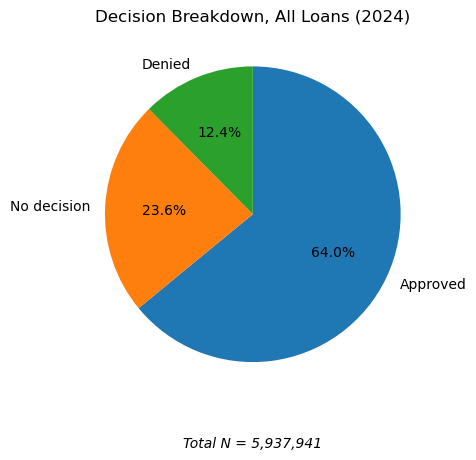 Decision Breakdown, All Loans (2024)
Denied
12.4%
No decision
23.6%
64.0%
Approved
Total N = 5,937,941